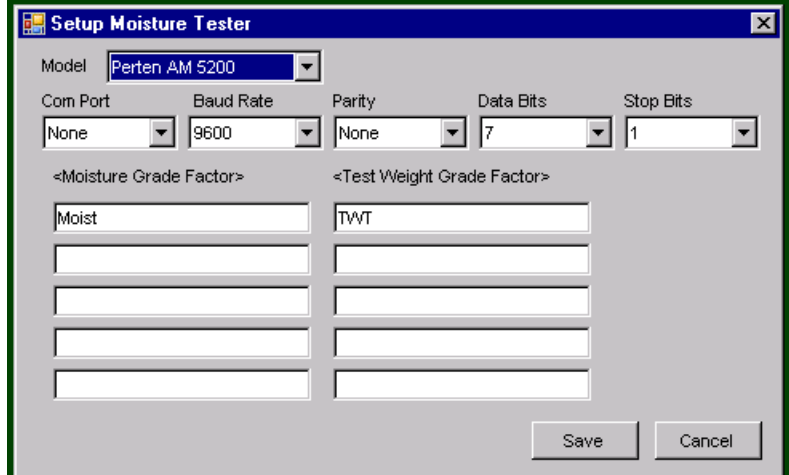 Setup Moisture Tester
Model Perten AM 5200
Com Port Baud Rate Parity Data Bits Stop Bits
None 9600 None 7 1
<Moisture Grade Factor> <Test Weight Grade Factor>
Moist TWT
Save Cancel